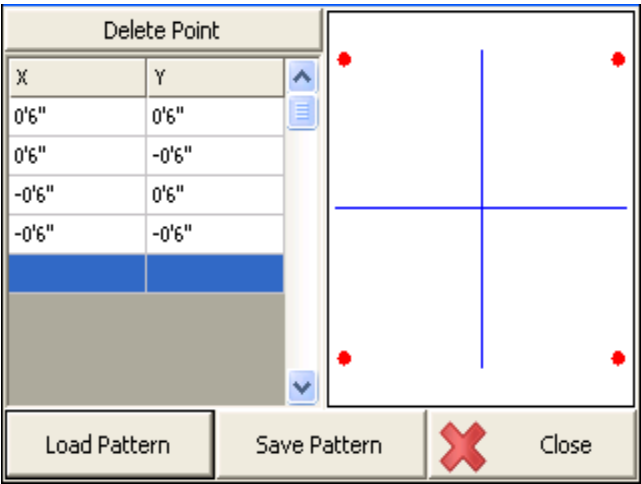 Delete Point
X Y
0'6" 0'6"
0'6" -0'6"
-0'6" 0'6"
-0'6" -0'6"
Load Pattern Save Pattern Close